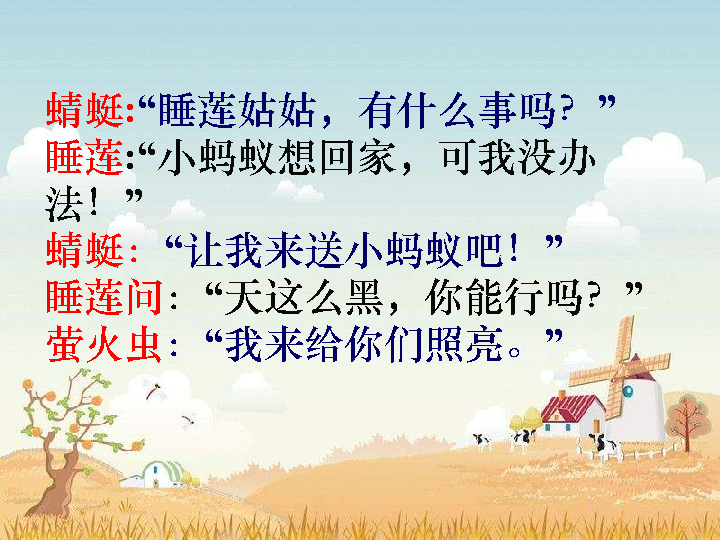 蜻蜓:“睡莲姑姑，有什么事吗？”
睡莲:“小蚂蚁想回家，可我没办
法！”
蜻蜓：“让我来送小蚂蚁吧！”
睡莲问：“天这么黑，你能行吗？”
萤火虫：“我来给你们照亮。”